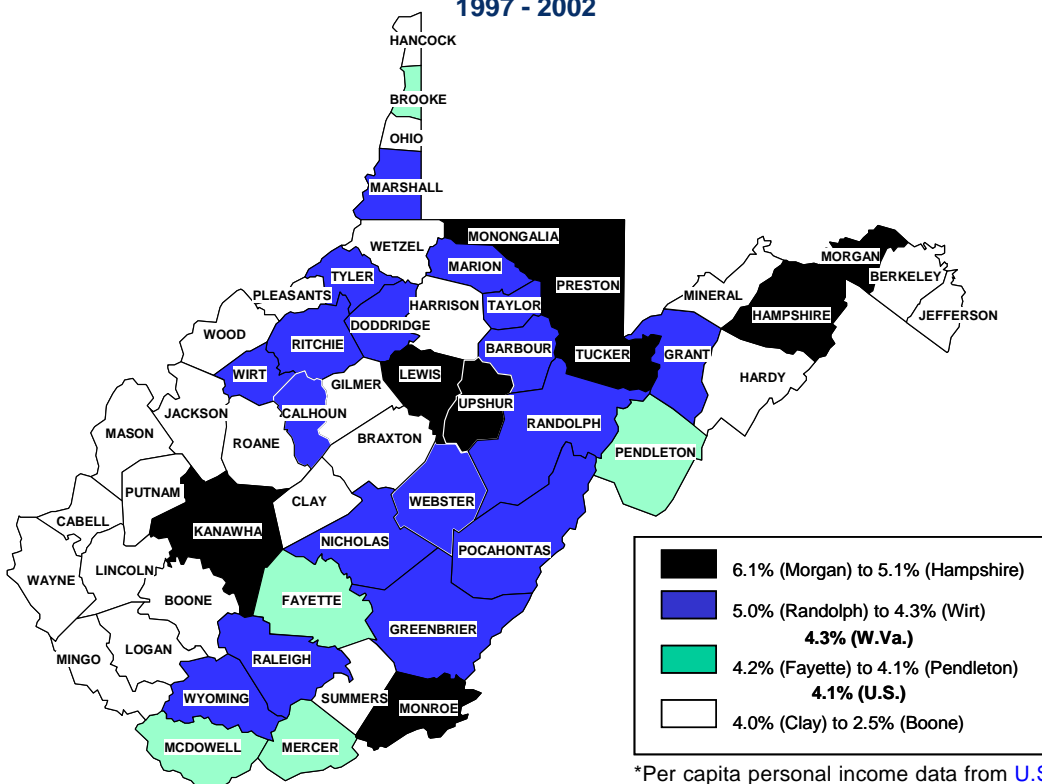 1997 - 2002
HANCOCK
BROOKE
OHIO
MARSHALL
WETZEL
MONONGALIA
MARION
TYLER
PLEASANTS
HARRISON
TAYLOR
PRESTON
MORGAN
BERKELEY
MINERAL
HAMPSHIRE
JEFFERSON
WOOD
DODDRIDGE
RITCHIE
BARBOUR
TUCKER
GRANT
HARDY
WIRT
GILMER
LEWIS
UPSHUR
JACKSON
CALHOUN
RANDOLPH
MASON
ROANE
BRAXTON
PENDLETON
PUTNAM
CLAY
WEBSTER
CABELL
KANAWHA
NICHOLAS
POCAHONTAS
WAYNE
LINCOLN
BOONE
FAYETTE
GREENBRIER
LOGAN
MINGO
RALEIGH
WYOMING
SUMMERS
MONROE
MCDOWELL
MERCER
6.1% (Morgan) to 5.1% (Hampshire)
5.0% (Randolph) to 4.3% (Wirt)
4.3% (W.Va.)
4.2% (Fayette) to 4.1% (Pendleton)
4.1% (U.S.)
4.0% (Clay) to 2.5% (Boone)
*Per capita personal income data from U.S